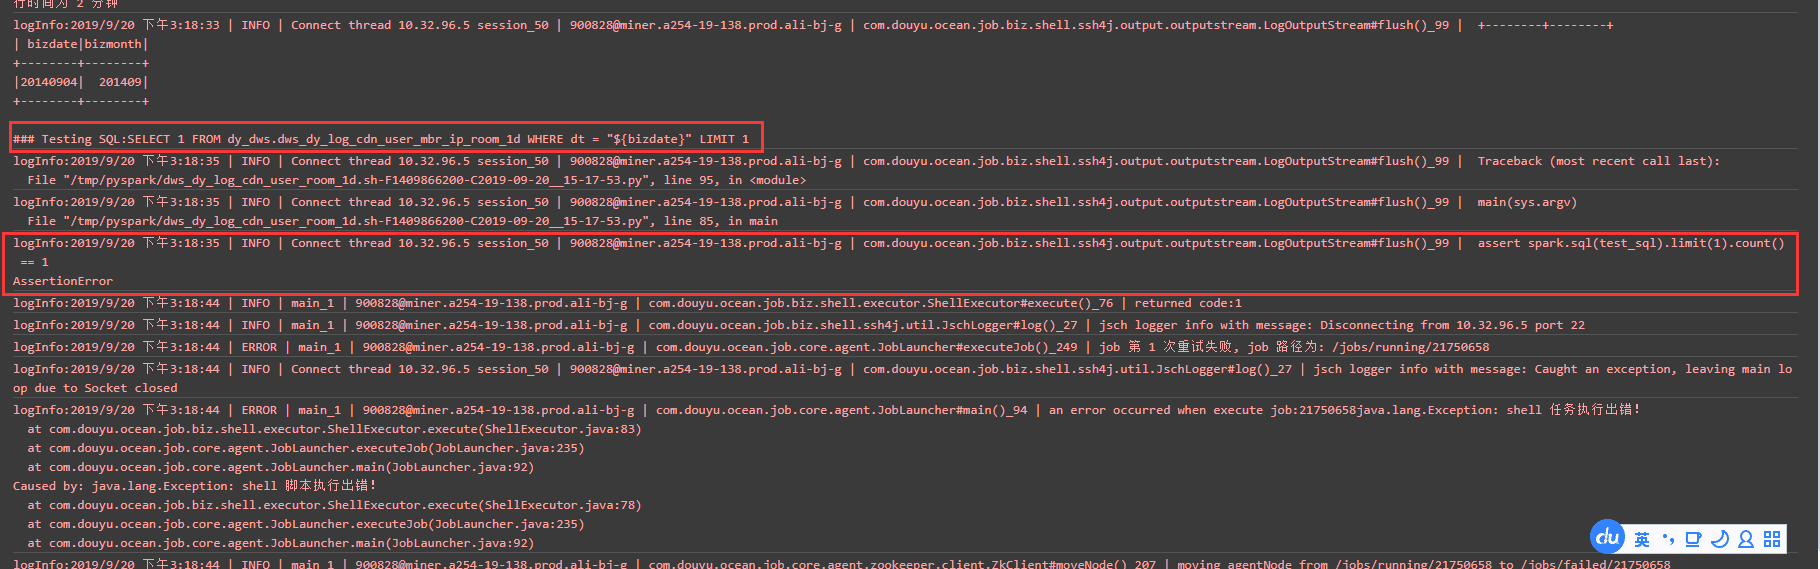 行时间为 2 分钟
logInfo:2019/9/20 下午3:18:33 | INFO | Connect thread 10.32.96.5 session_50 | 900828@miner.a254-19-138.prod.ali-bj-g | com.douyu.ocean.job.biz.shell.ssh4j.output.outputstream.LogOutputStream#flush()_99 |  +--------+--------+
| bizdate|bizmonth|
+--------+--------+
|20140904|  201409|
+--------+--------+
### Testing SQL:SELECT 1 FROM dy_dws.dws_dy_log_cdn_user_mbr_ip_room_1d WHERE dt = "${bizdate}" LIMIT 1
logInfo:2019/9/20 下午3:18:35 | INFO | Connect thread 10.32.96.5 session_50 | 900828@miner.a254-19-138.prod.ali-bj-g | com.douyu.ocean.job.biz.shell.ssh4j.output.outputstream.LogOutputStream#flush()_99 |  Traceback (most recent call last):
  File "/tmp/pyspark/dws_dy_log_cdn_user_room_1d.sh-F1409866200-C2019-09-20__15-17-53.py", line 95, in <module>
logInfo:2019/9/20 下午3:18:35 | INFO | Connect thread 10.32.96.5 session_50 | 900828@miner.a254-19-138.prod.ali-bj-g | com.douyu.ocean.job.biz.shell.ssh4j.output.outputstream.LogOutputStream#flush()_99 |  main(sys.argv)
  File "/tmp/pyspark/dws_dy_log_cdn_user_room_1d.sh-F1409866200-C2019-09-20__15-17-53.py", line 85, in main
logInfo:2019/9/20 下午3:18:35 | INFO | Connect thread 10.32.96.5 session_50 | 900828@miner.a254-19-138.prod.ali-bj-g | com.douyu.ocean.job.biz.shell.ssh4j.output.outputstream.LogOutputStream#flush()_99 |  assert spark.sql(test_sql).limit(1).count()
 == 1
AssertionError
logInfo:2019/9/20 下午3:18:44 | INFO | main_1 | 900828@miner.a254-19-138.prod.ali-bj-g | com.douyu.ocean.job.biz.shell.executor.ShellExecutor#execute()_76 | returned code:1
logInfo:2019/9/20 下午3:18:44 | INFO | main_1 | 900828@miner.a254-19-138.prod.ali-bj-g | com.douyu.ocean.job.biz.shell.ssh4j.util.JschLogger#log()_27 | jsch logger info with message: Disconnecting from 10.32.96.5 port 22
logInfo:2019/9/20 下午3:18:44 | ERROR | main_1 | 900828@miner.a254-19-138.prod.ali-bj-g | com.douyu.ocean.job.core.agent.JobLauncher#executeJob()_249 | job 第 1 次重试失败, job 路径为: /jobs/running/21750658
logInfo:2019/9/20 下午3:18:44 | INFO | Connect thread 10.32.96.5 session_50 | 900828@miner.a254-19-138.prod.ali-bj-g | com.douyu.ocean.job.biz.shell.ssh4j.util.JschLogger#log()_27 | jsch logger info with message: Caught an exception, leaving main lo
op due to Socket closed
logInfo:2019/9/20 下午3:18:44 | ERROR | main_1 | 900828@miner.a254-19-138.prod.ali-bj-g | com.douyu.ocean.job.core.agent.JobLauncher#main()_94 | an error occurred when execute job:21750658java.lang.Exception: shell 任务执行出错!
  at com.douyu.ocean.job.biz.shell.executor.ShellExecutor.execute(ShellExecutor.java:83)
  at com.douyu.ocean.job.core.agent.JobLauncher.executeJob(JobLauncher.java:235)
  at com.douyu.ocean.job.core.agent.JobLauncher.main(JobLauncher.java:92)
Caused by: java.lang.Exception: shell 脚本执行出错!
  at com.douyu.ocean.job.biz.shell.executor.ShellExecutor.execute(ShellExecutor.java:78)
  at com.douyu.ocean.job.core.agent.JobLauncher.executeJob(JobLauncher.java:235)
  at com.douyu.ocean.job.core.agent.JobLauncher.main(JobLauncher.java:92)
logInfo:2019/9/20 下午3:18:44 | INFO | main_1 | 900828@miner.a254-19-138.prod.ali-bj-g | com.douyu.ocean.job.core.agent.zookeeper.client.ZkClient#moveNode()_207 | moving agentNode from /jobs/running/21750658 to /jobs/failed/21750658
du 英